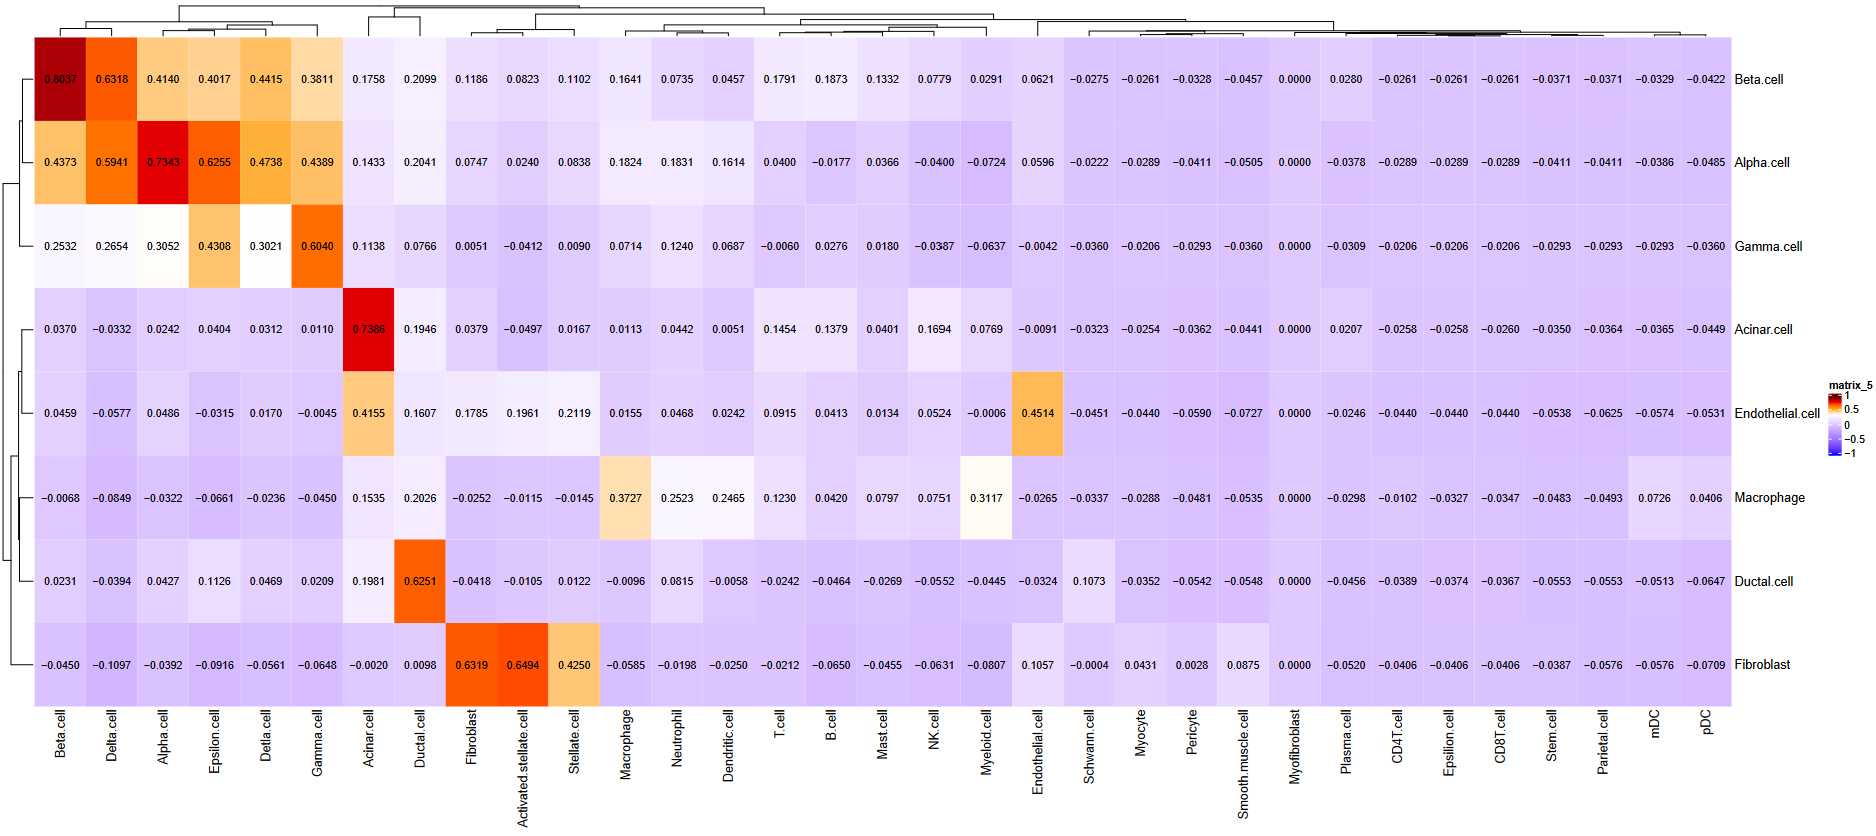 0.8037 0.6318 0.4140 0.4017 0.4415 0.3811 0.1758 0.2099 0.1186 0.0823 0.1102 0.1641 0.0735 0.0457 0.1791 0.1873 0.1332 0.0779 0.0291 0.0621 −0.0275 −0.0261 −0.0328 −0.0457 0.0000 0.0280 −0.0261 −0.0261 −0.0261 −0.0371 −0.0371 −0.0329 −0.0422 Beta.cell
0.4373 0.5941 0.7343 0.6255 0.4738 0.4389 0.1433 0.2041 0.0747 0.0240 0.0838 0.1824 0.1831 0.1614 0.0400 −0.0177 0.0366 −0.0400 −0.0724 0.0596 −0.0222 −0.0289 −0.0411 −0.0505 0.0000 −0.0378 −0.0289 −0.0289 −0.0289 −0.0411 −0.0411 −0.0386 −0.0485 Alpha.cell
0.2532 0.2654 0.3052 0.4308 0.3021 0.6040 0.1138 0.0766 0.0051 −0.0412 0.0090 0.0714 0.1240 0.0687 −0.0060 0.0276 0.0180 −0.0387 −0.0637 −0.0042 −0.0360 −0.0206 −0.0293 −0.0360 0.0000 −0.0309 −0.0206 −0.0206 −0.0206 −0.0293 −0.0293 −0.0293 −0.0360 Gamma.cell
0.0370 −0.0332 0.0242 0.0404 0.0312 0.0110 0.7386 0.1946 0.0379 −0.0497 0.0167 0.0113 0.0442 0.0051 0.1454 0.1379 0.0401 0.1694 0.0769 −0.0091 −0.0323 −0.0254 −0.0362 −0.0441 0.0000 0.0207 −0.0258 −0.0258 −0.0260 −0.0350 −0.0364 −0.0365 −0.0449 Acinar.cell
0.0459 −0.0577 0.0486 −0.0315 0.0170 −0.0045 0.4155 0.1607 0.1785 0.1961 0.2119 0.0155 0.0468 0.0242 0.0915 0.0413 0.0134 0.0524 −0.0006 0.4514 −0.0451 −0.0440 −0.0590 −0.0727 0.0000 −0.0246 −0.0440 −0.0440 −0.0440 −0.0538 −0.0625 −0.0574 −0.0531 Endothelial.cell
−0.0068 −0.0849 −0.0322 −0.0661 −0.0236 −0.0450 0.1535 0.2026 −0.0252 −0.0115 −0.0145 0.3727 0.2523 0.2465 0.1230 0.0420 0.0797 0.0751 0.3117 −0.0265 −0.0337 −0.0288 −0.0481 −0.0535 0.0000 −0.0298 −0.0102 −0.0327 −0.0347 −0.0483 −0.0493 0.0726 0.0406 Macrophage
0.0231 −0.0394 0.0427 0.1126 0.0469 0.0209 0.1981 0.6251 −0.0418 −0.0105 0.0122 −0.0096 0.0815 −0.0058 −0.0242 −0.0464 −0.0269 −0.0552 −0.0445 −0.0324 0.1073 −0.0352 −0.0542 −0.0548 0.0000 −0.0456 −0.0389 −0.0374 −0.0367 −0.0553 −0.0553 −0.0513 −0.0647 Ductal.cell
−0.0450 −0.1097 −0.0392 −0.0916 −0.0561 −0.0648 −0.0020 0.0098 0.6319 0.6494 0.4250 −0.0585 −0.0198 −0.0250 −0.0212 −0.0650 −0.0455 −0.0631 −0.0807 0.1057 −0.0004 0.0431 0.0028 0.0875 0.0000 −0.0520 −0.0406 −0.0406 −0.0406 −0.0387 −0.0576 −0.0576 −0.0709 Fibroblast
Beta.cell
Delta.cell
Alpha.cell
Epsilon.cell
Detla.cell
Gamma.cell
Acinar.cell
Ductal.cell
Fibroblast
Activated.stellate.cell
Stellate.cell
Macrophage
Neutrophil
Dendritic.cell
T.cell
B.cell
Mast.cell
NK.cell
Myeloid.cell
Endothelial.cell
Schwann.cell
Myocyte
Pericyte
Smooth.muscle.cell
Myofibroblast
Plasma.cell
CD4T.cell
Epsilion.cell
CD8T.cell
Stem.cell
Parietal.cell
mDC
pDC
matrix_5
1
0.5
0
−0.5
−1